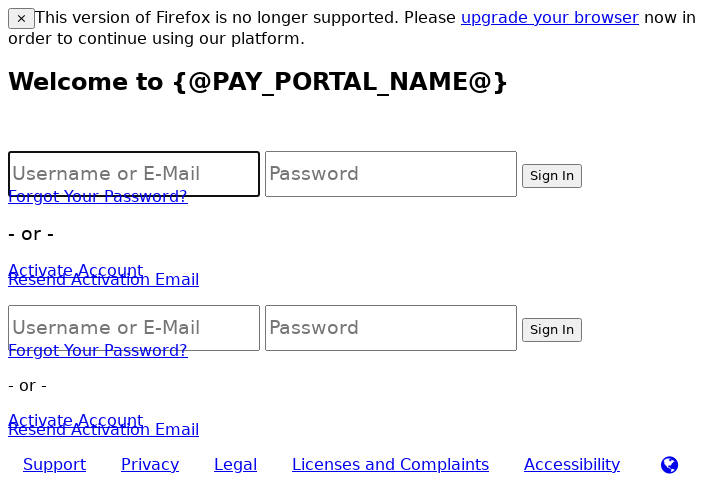 ×This version of Firefox is no longer supported. Please upgrade your browser now in
order to continue using our platform.
Welcome to {@PAY_PORTAL_NAME@}
Username or E-Mail Password Sign In
Forgot Your Password?
- or -
Activate Account
Resend Activation Email
Username or E-Mail Password Sign In
Forgot Your Password?
- or -
Activate Account
Resend Activation Email
Support Privacy Legal Licenses and Complaints Accessibility